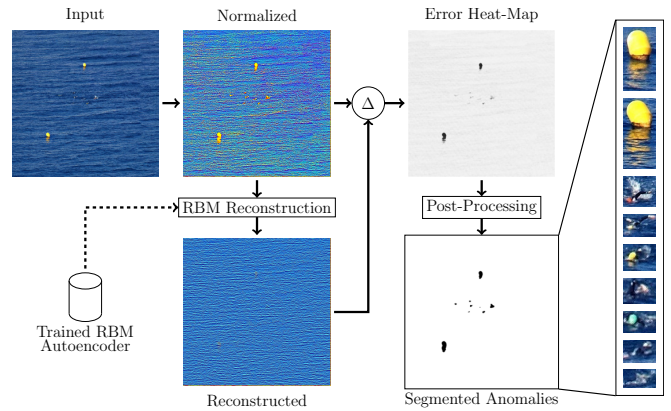 Input
Normalized
Error Heat-Map
Δ
RBM Reconstruction
Post-Processing
Trained RBM
Autoencoder
Reconstructed
Segmented Anomalies